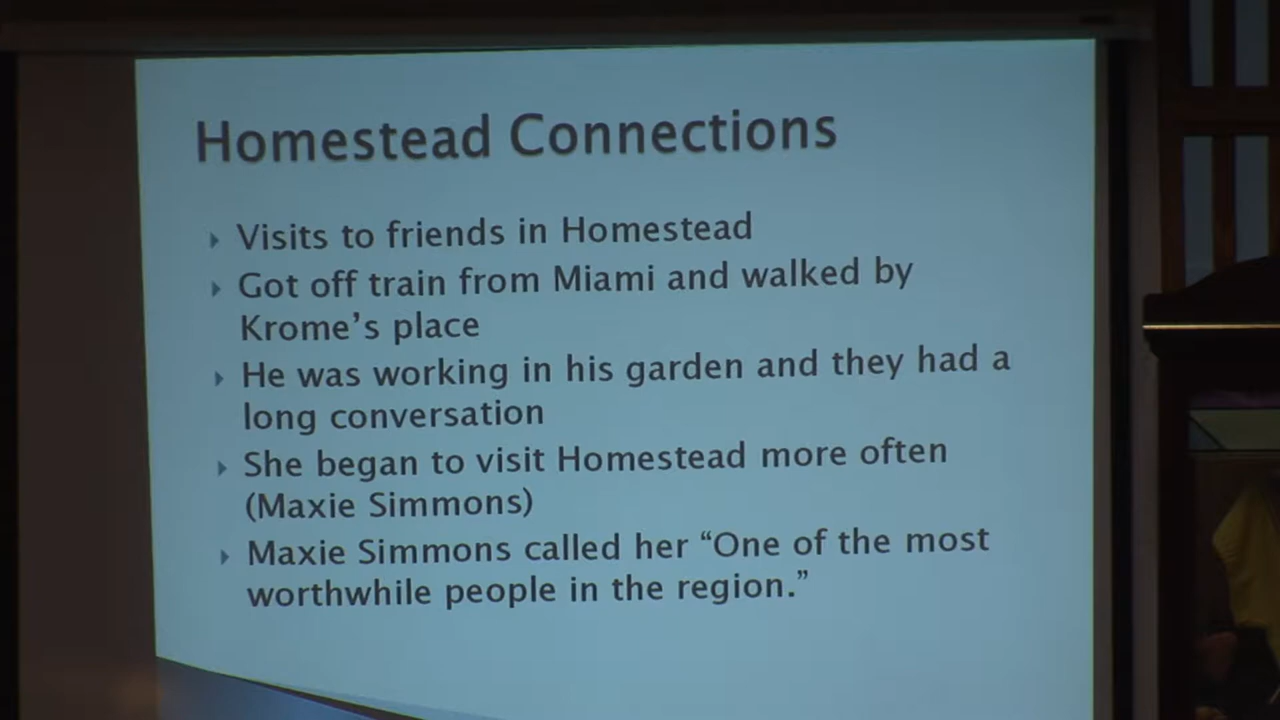 Homestead Connections
Visits to friends in Homestead
Got off train from Miami and walked by
Krome’s place
He was working in his garden and they had a
long conversation
She began to visit Homestead more often
(Maxie Simmons)
Maxie Simmons called her “One of the most
worthwhile people in the region.”